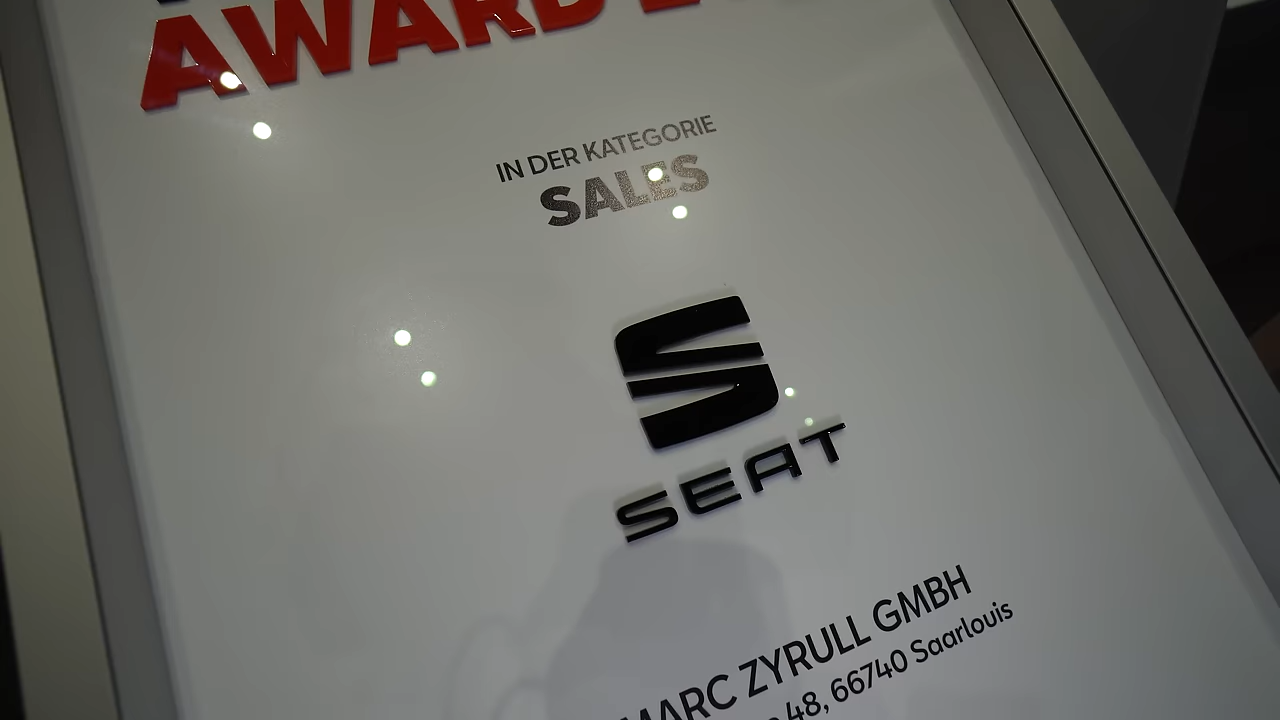 AWARD
IN DER KATEGORIE
SALES
SEAT
MARC ZYRULL GMBH
48, 66740 Saarlouis